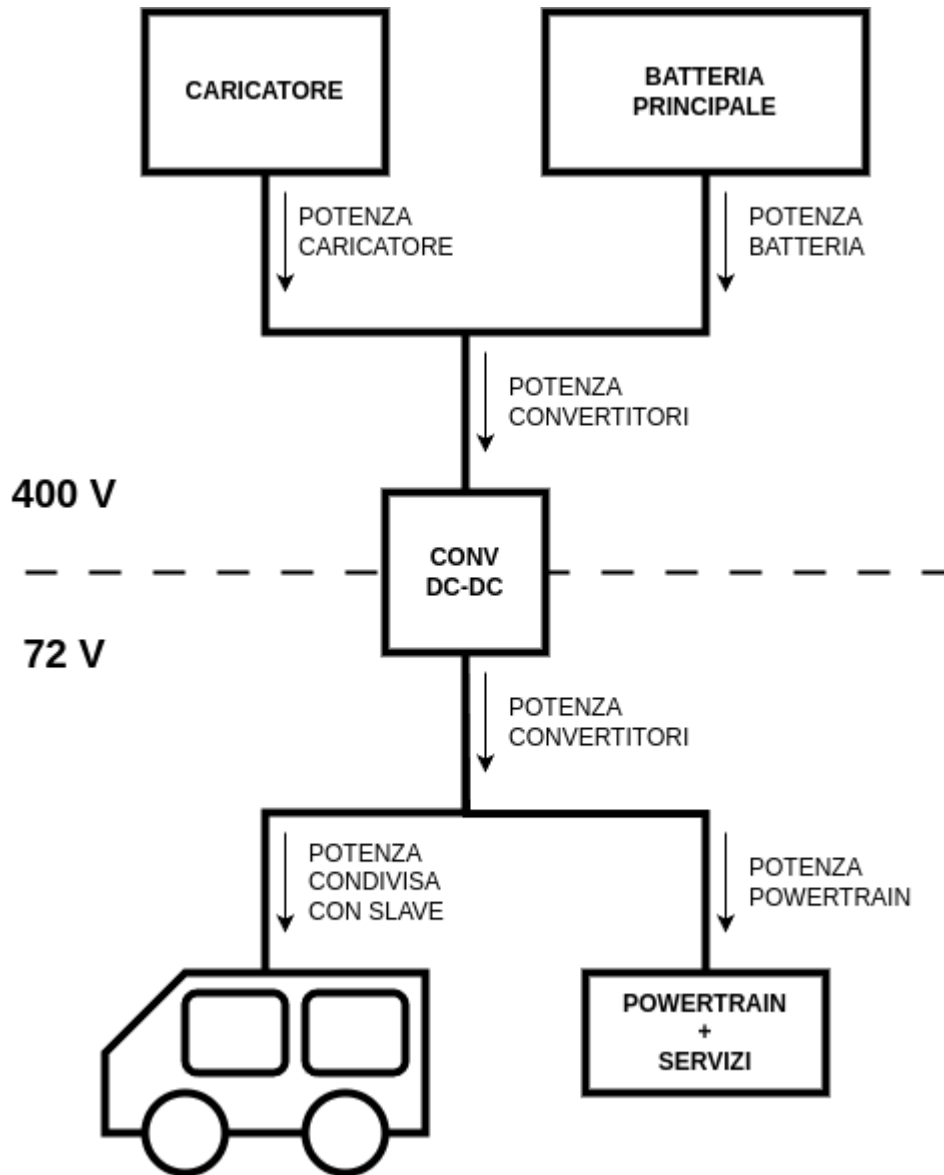 CARICATORE
BATTERIA
PRINCIPALE
POTENZA
CARICATORE
POTENZA
BATTERIA
POTENZA
CONVERTITORI
400 V
CONV
DC-DC
72 V
POTENZA
CONVERTITORI
POTENZA
CONDIVISA
CON SLAVE
POTENZA
POWERTRAIN
POWERTRAIN
+
SERVIZI